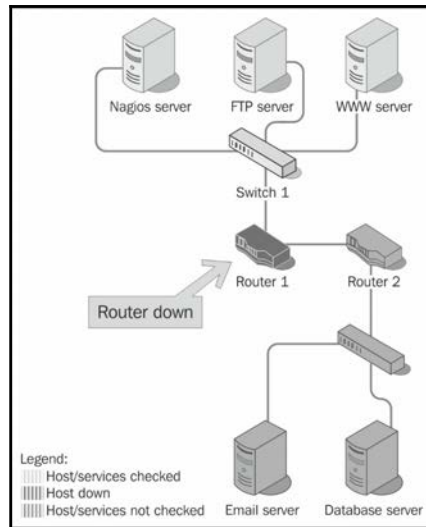 Nagios server
FTP server
WWW server
Switch 1
Router 1
Router 2
Router down
Email server
Database server
Legend:
Host/services checked
Host down
Host/services not checked